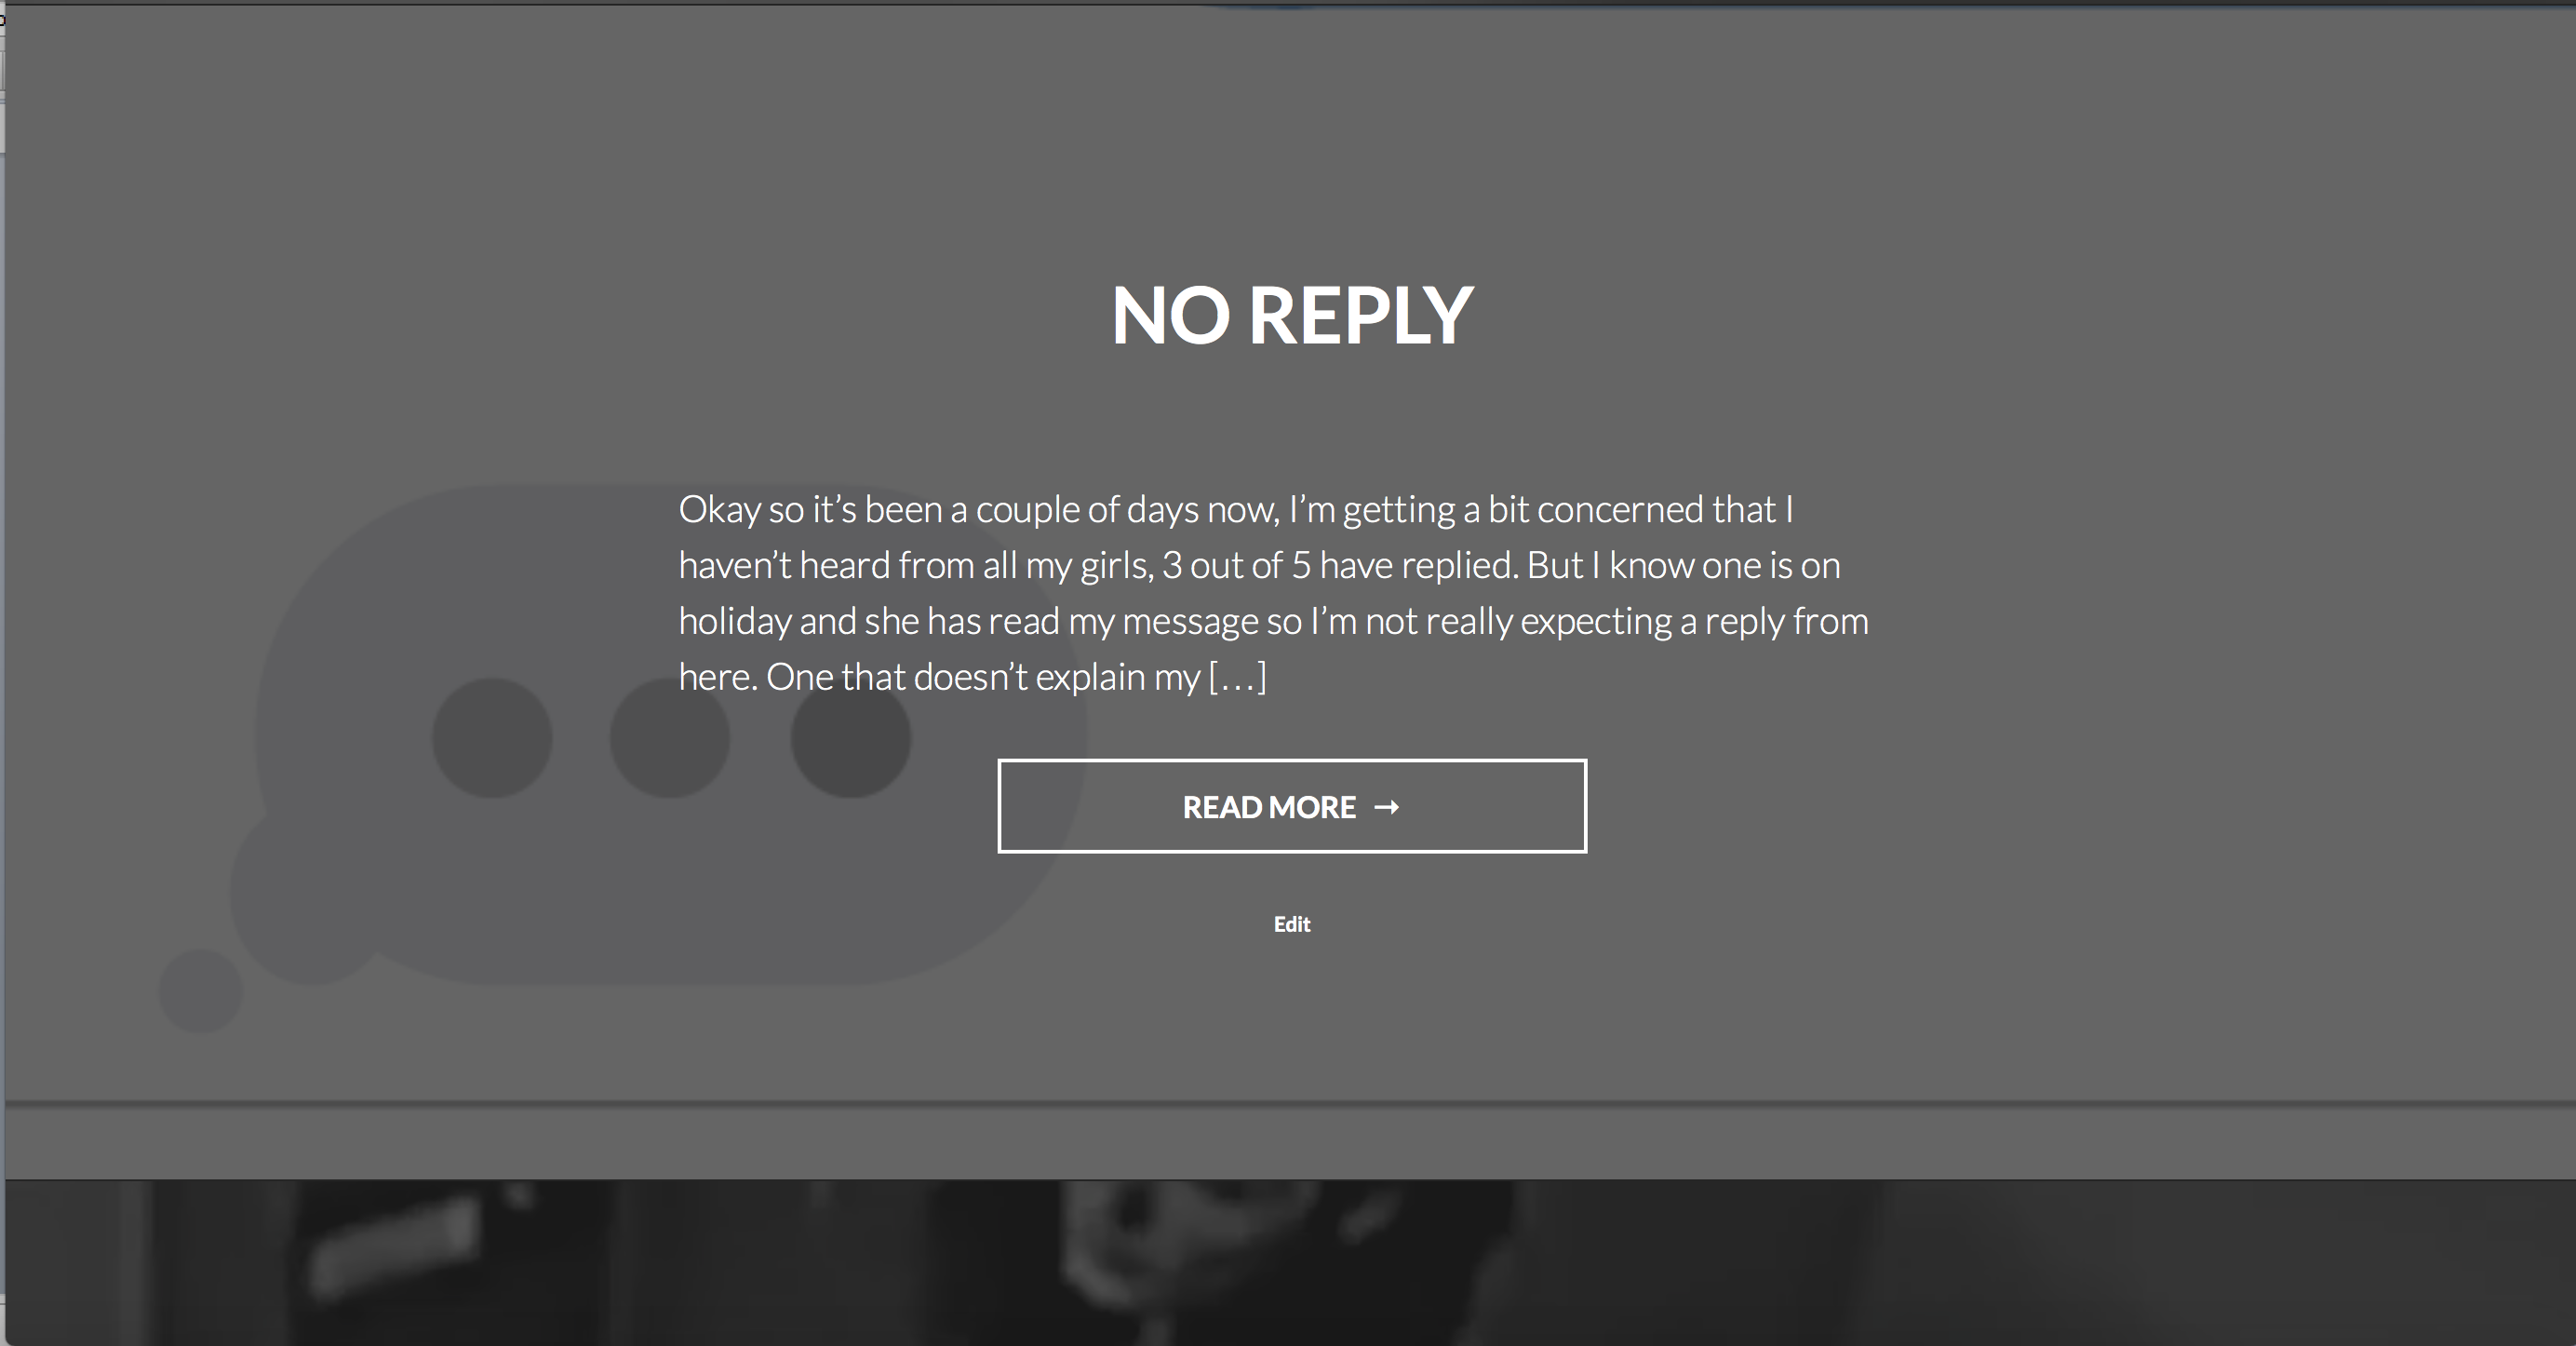 NO REPLY
Okay so it’s been a couple of days now, I’m getting a bit concerned that I
haven’t heard from all my girls, 3 out of 5 have replied. But I know one is on
holiday and she has read my message so I’m not really expecting a reply from
here. One that doesn’t explain my […]
READ MORE →
Edit